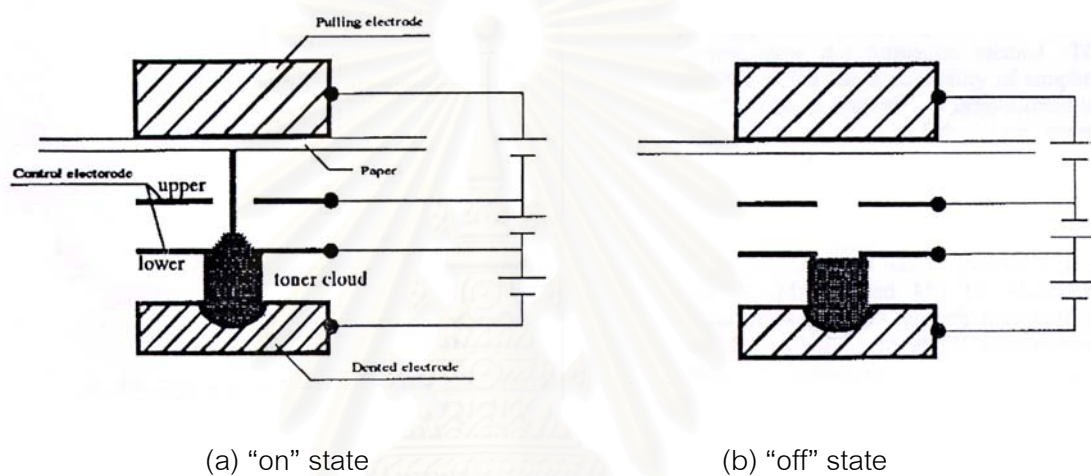 Pulling electrode
Paper
Control electorode
upper
lower
toner cloud
Dented electrode
(a) “on” state
(b) “off” state